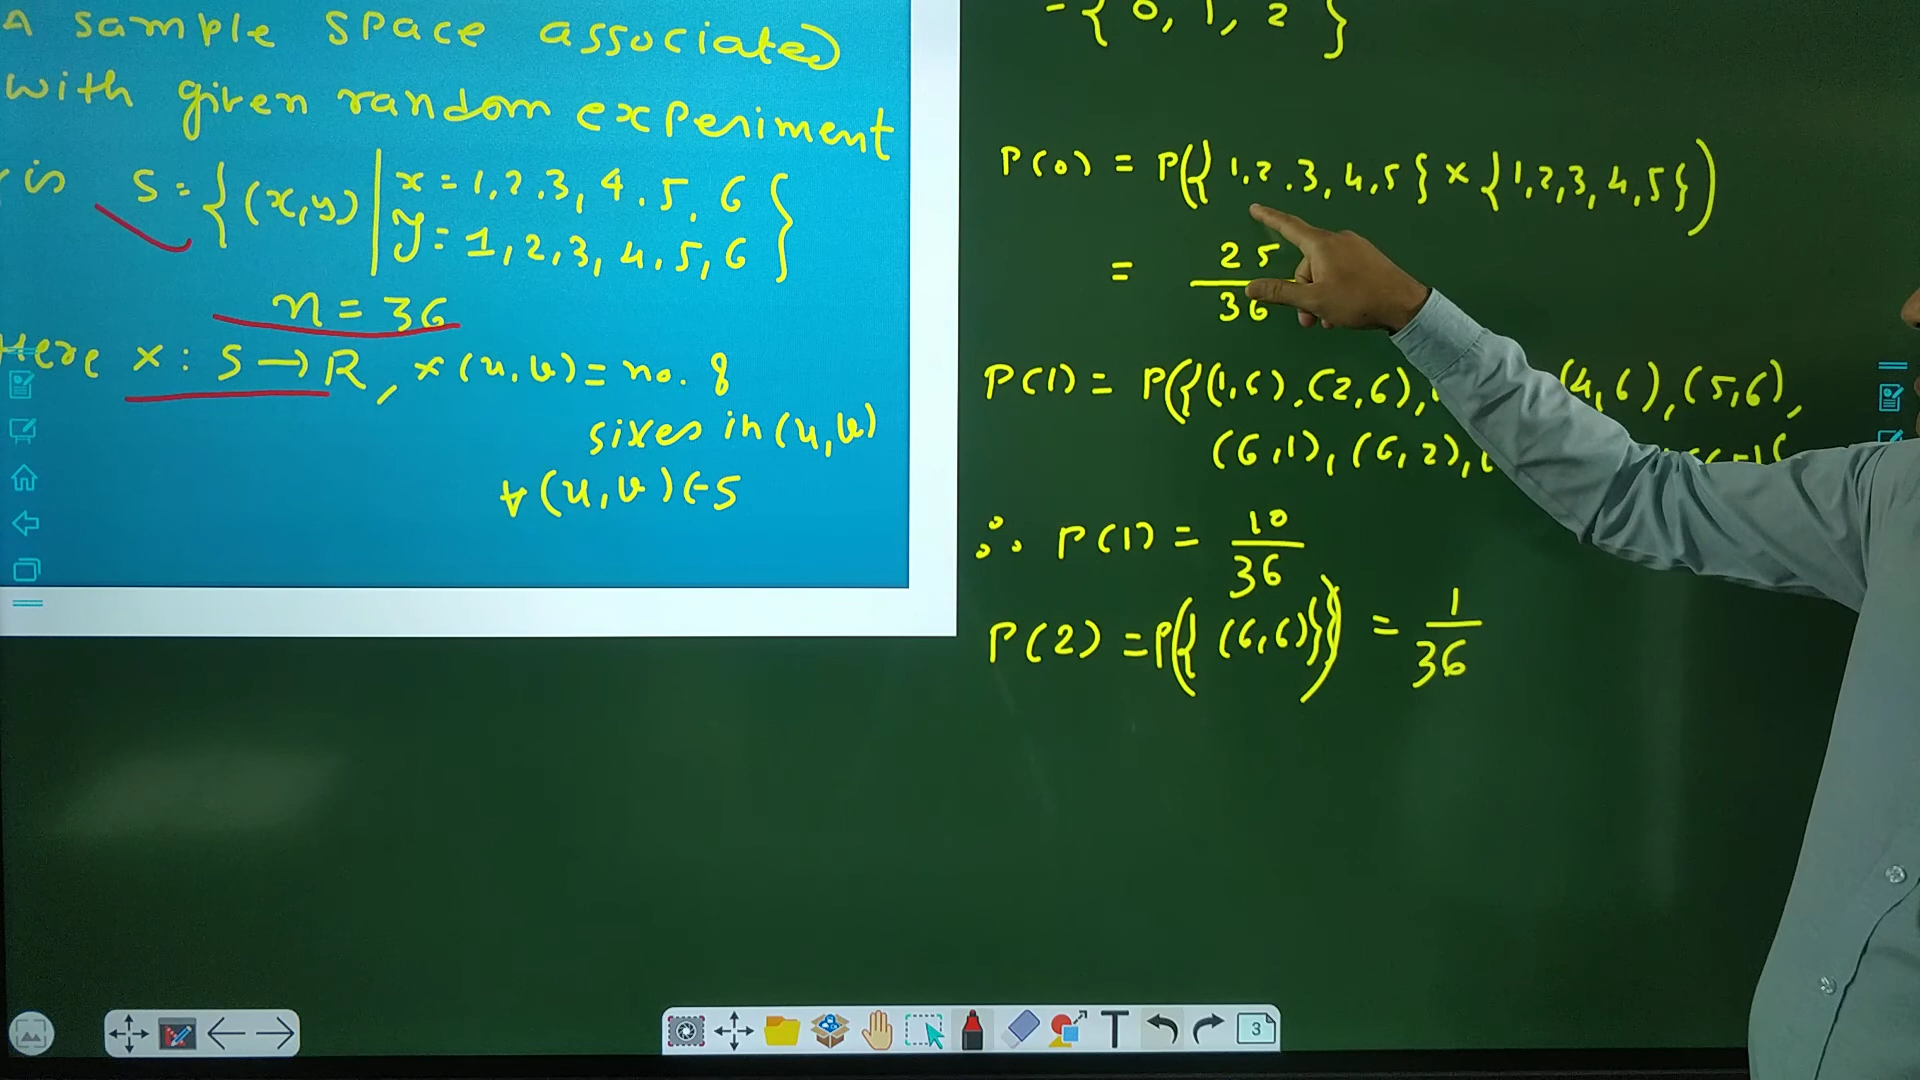 A sample space associated
with given random experiment
is S = {(x,y) | x = 1,2.3, 4.5, 6
y = 1,2,3,4,5,6}
n = 36
Here X : S → R, X(u,v) = no. of
sixes in (u,v)
∀ (u,v) ∈ S
= { 0, 1, 2 }
P(0) = P({ 1,2.3,4,5} × {1,2,3,4,5})
= 25/36
P(1) = P({(1,6).(2,6), (4,6),(5,6),
(6,1),(6,2),
∴ P(1) = 10/36
P(2) = P({(6,6)}) = 1/36
T
3